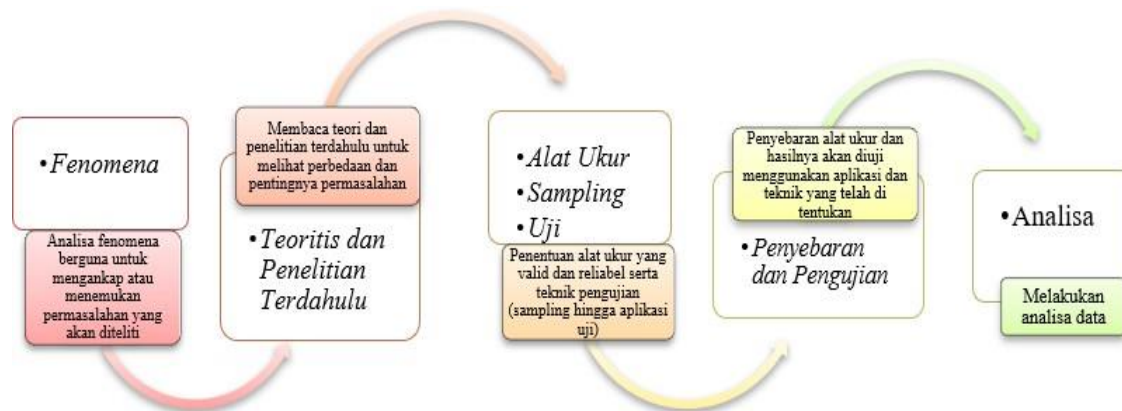 • Fenomena
Analisa fenomena
berguna untuk
mengankap atau
menemukan
permasalahan yang
akan diteliti
Membaca teori dan
penelitian terdahulu untuk
melihat perbedaan dan
pentingnya permasalahan
• Teoritis dan
Penelitian
Terdahulu
• Alat Ukur
• Sampling
• Uji
Penentuan alat ukur yang
valid dan reliabel serta
teknik pengujian
(sampling hingga aplikasi
uji)
Penyebaran alat ukur dan
hasilnya akan diuji
menggunakan aplikasi dan
teknik yang telah di
tentukan
• Penyebaran
dan Pengujian
• Analisa
Melakukan
analisa data